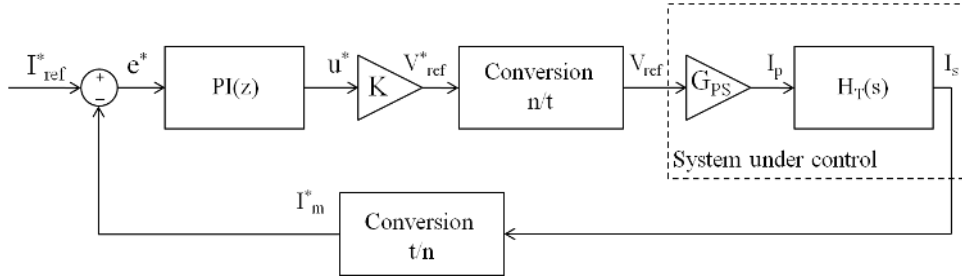 I*ref
+
−
e*
PI(z)
u*
K
V*ref
Conversion
n/t
Vref
GPS
Ip
HT(s)
Is
System under control
I*m
Conversion
t/n